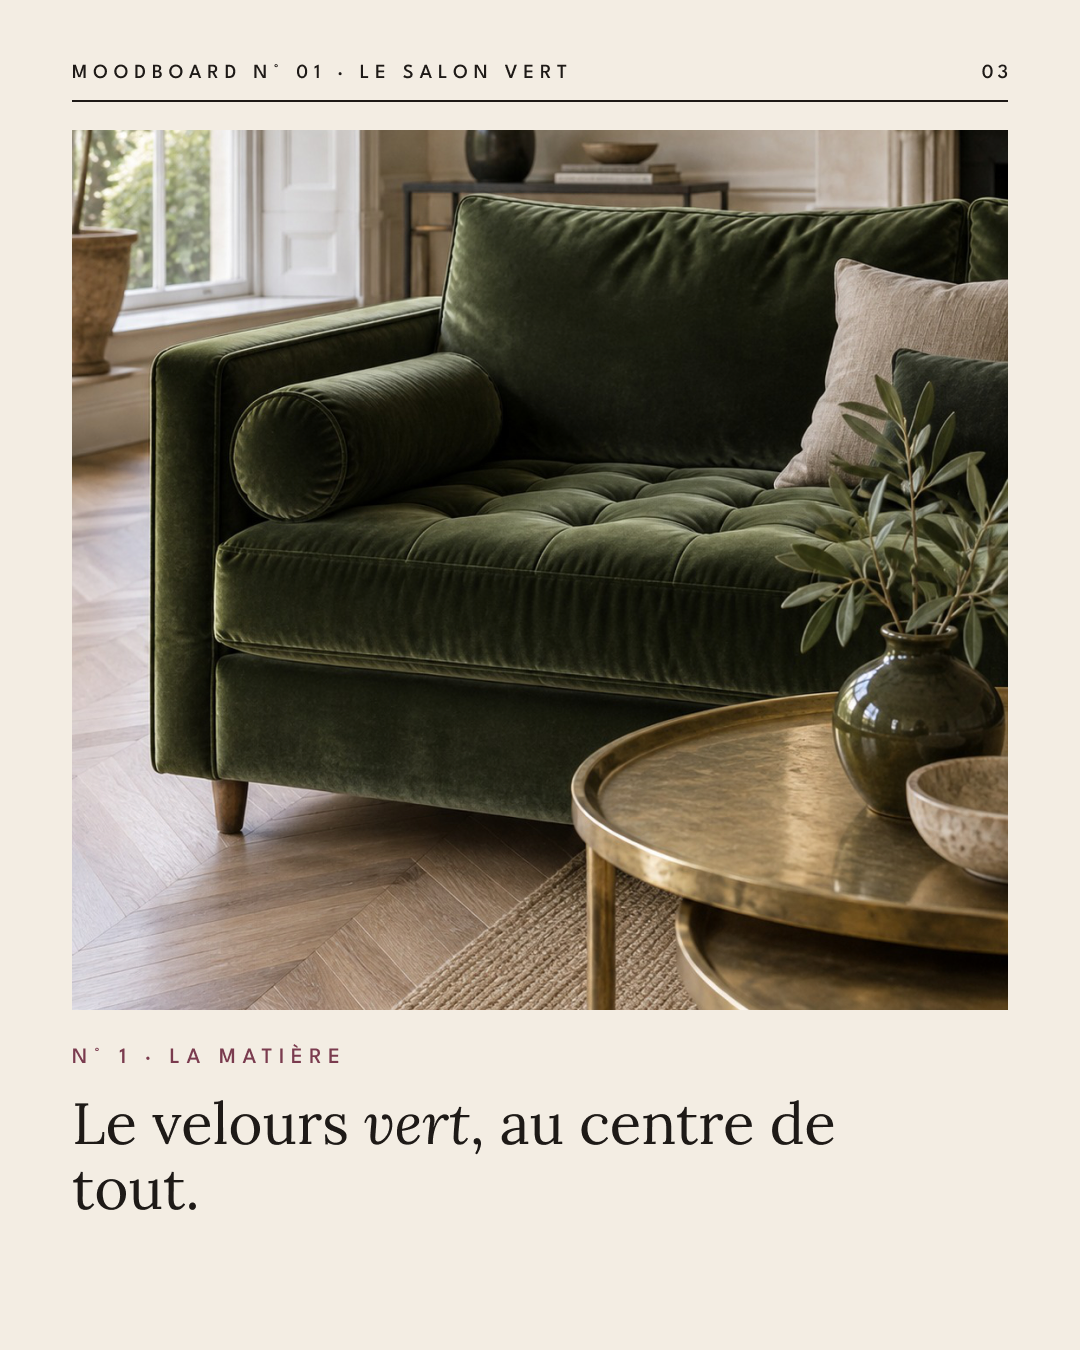 MOODBOARD N° 01 · LE SALON VERT
03
N° 1 · LA MATIÈRE
Le velours vert, au centre de
tout.